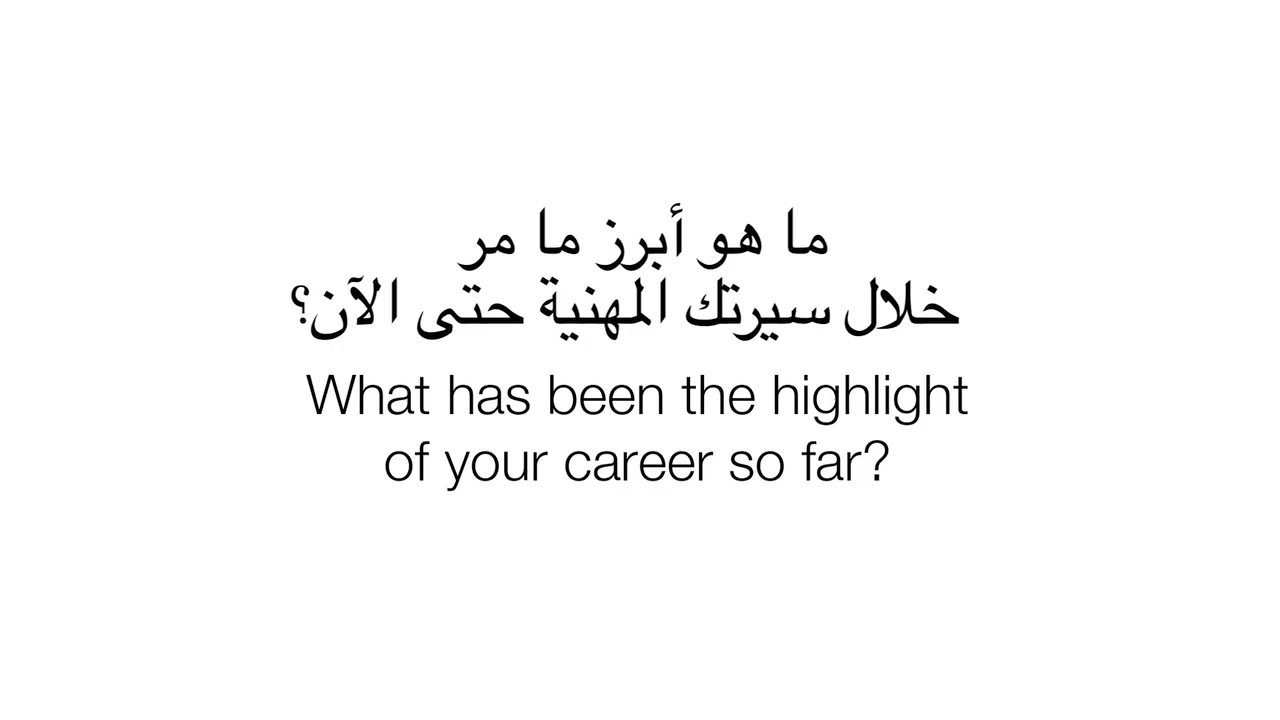 ما هو أبرز ما مر
خلال سيرتك المهنية حتى الآن؟
What has been the highlight
of your career so far?